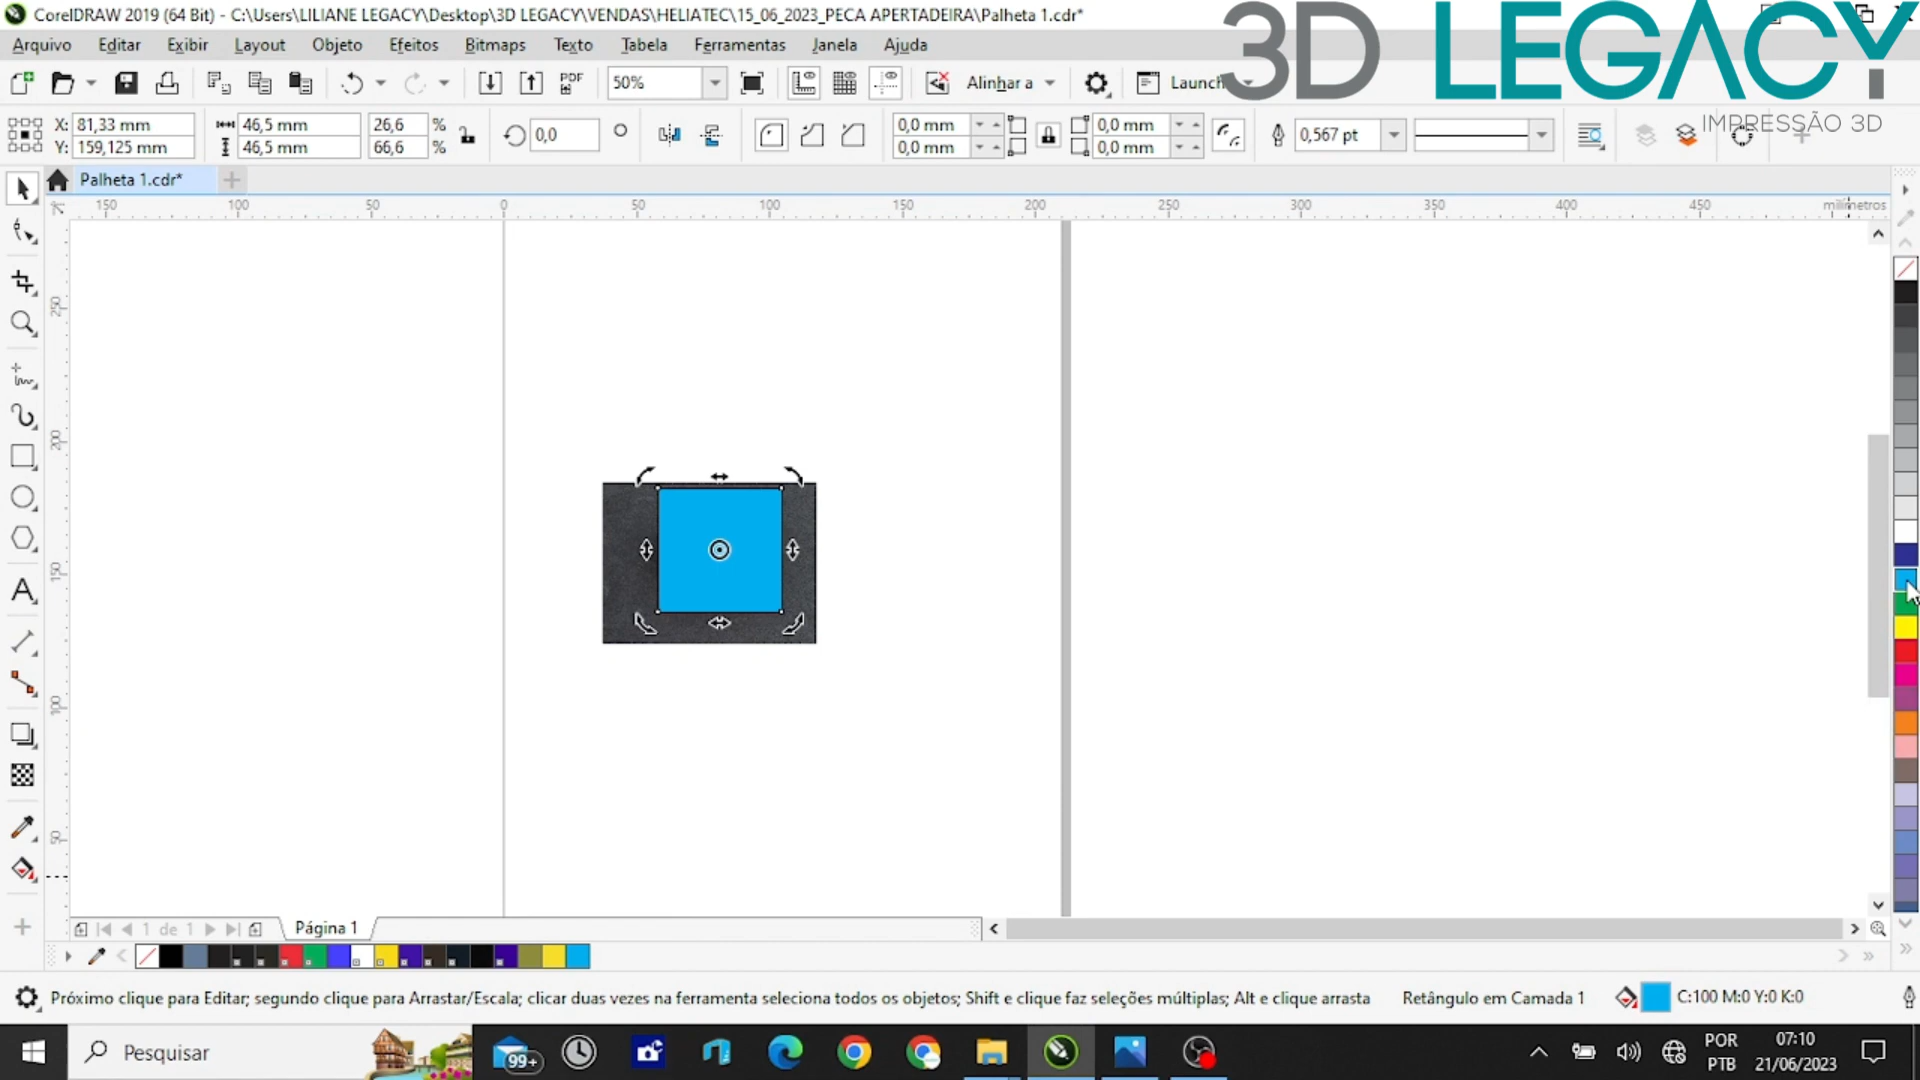 CorelDRAW 2019 (64 Bit) - C:\Users\LILIANE LEGACY\Desktop\3D LEGACY\VENDAS\HELIATEC\15_06_2023_PECA APERTADEIRA\Palheta 1.cdr*
3D LEGACY
IMPRESSÃO 3D
Arquivo Editar Exibir Layout Objeto Efeitos Bitmaps Texto Tabela Ferramentas Janela Ajuda
PDF 50% Alinhar a Launch
X: 81,33 mm 46,5 mm 26,6 % 0,0 0,0 mm 0,0 mm 0,567 pt
Y: 159,125 mm 46,5 mm 66,6 % 0,0 mm 0,0 mm
Palheta 1.cdr*
150 100 50 0 50 100 150 200 250 300 350 400 450 milímetros
250
200
150
100
50
1 de 1 Página 1
Próximo clique para Editar; segundo clique para Arrastar/Escala; clicar duas vezes na ferramenta seleciona todos os objetos; Shift e clique faz seleções múltiplas; Alt e clique arrasta Retângulo em Camada 1 C:100 M:0 Y:0 K:0
Pesquisar 99+ POR 07:10
PTB 21/06/2023